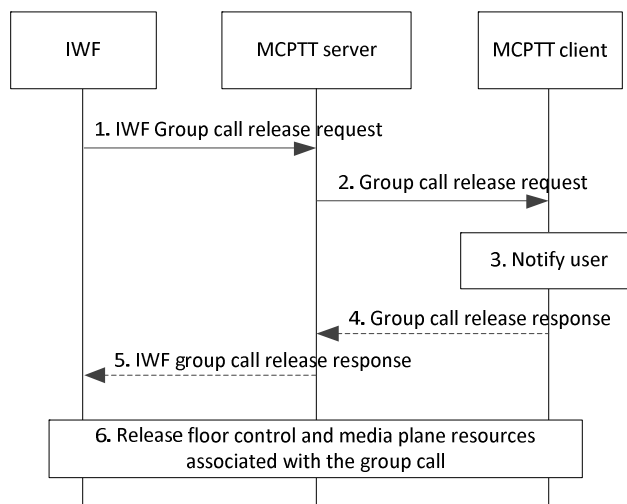 IWF
MCPTT server
MCPTT client
1. IWF Group call release request
2. Group call release request
3. Notify user
4. Group call release response
5. IWF group call release response
6. Release floor control and media plane resources
associated with the group call